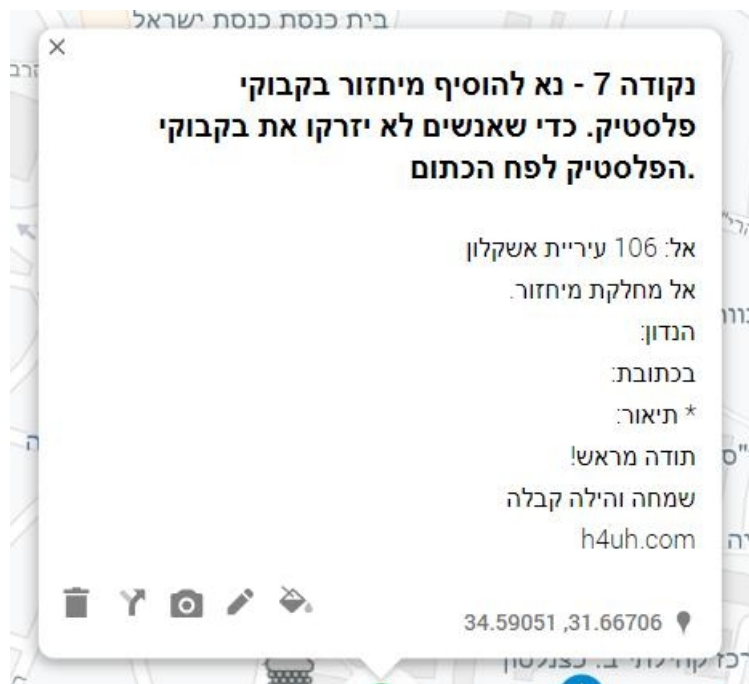 בית כנסת כנסת ישראל
נקודה 7 - נא להוסיף מיחזור בקבוקי
פלסטיק. כדי שאנשים לא יזרקו את בקבוקי
הפלסטיק לפח הכתום.
אל: 106 עיריית אשקלון
אל מחלקת מיחזור.
הנדון:
בכתובת:
* תיאור:
תודה מראש!
שמחה והילה קבלה
h4uh.com
34.59051 ,31.66706